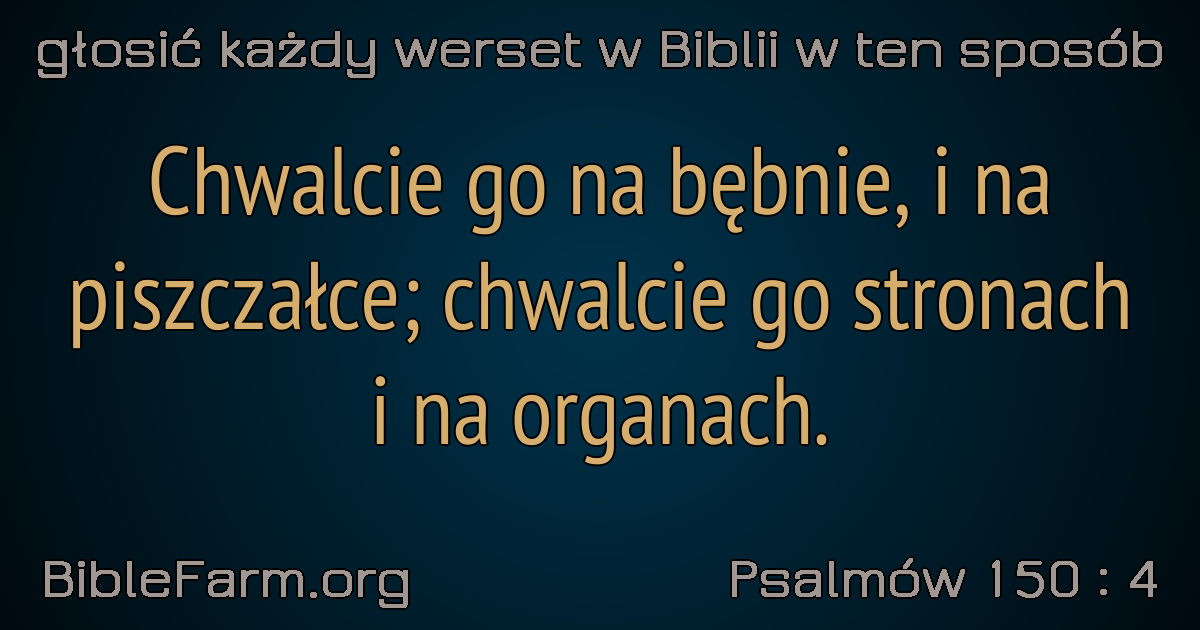 głosić każdy werset w Biblii w ten sposób
Chwalcie go na bębnie, i na
piszczałce; chwalcie go stronach
i na organach.
BibleFarm.org
Psalmów 150 : 4